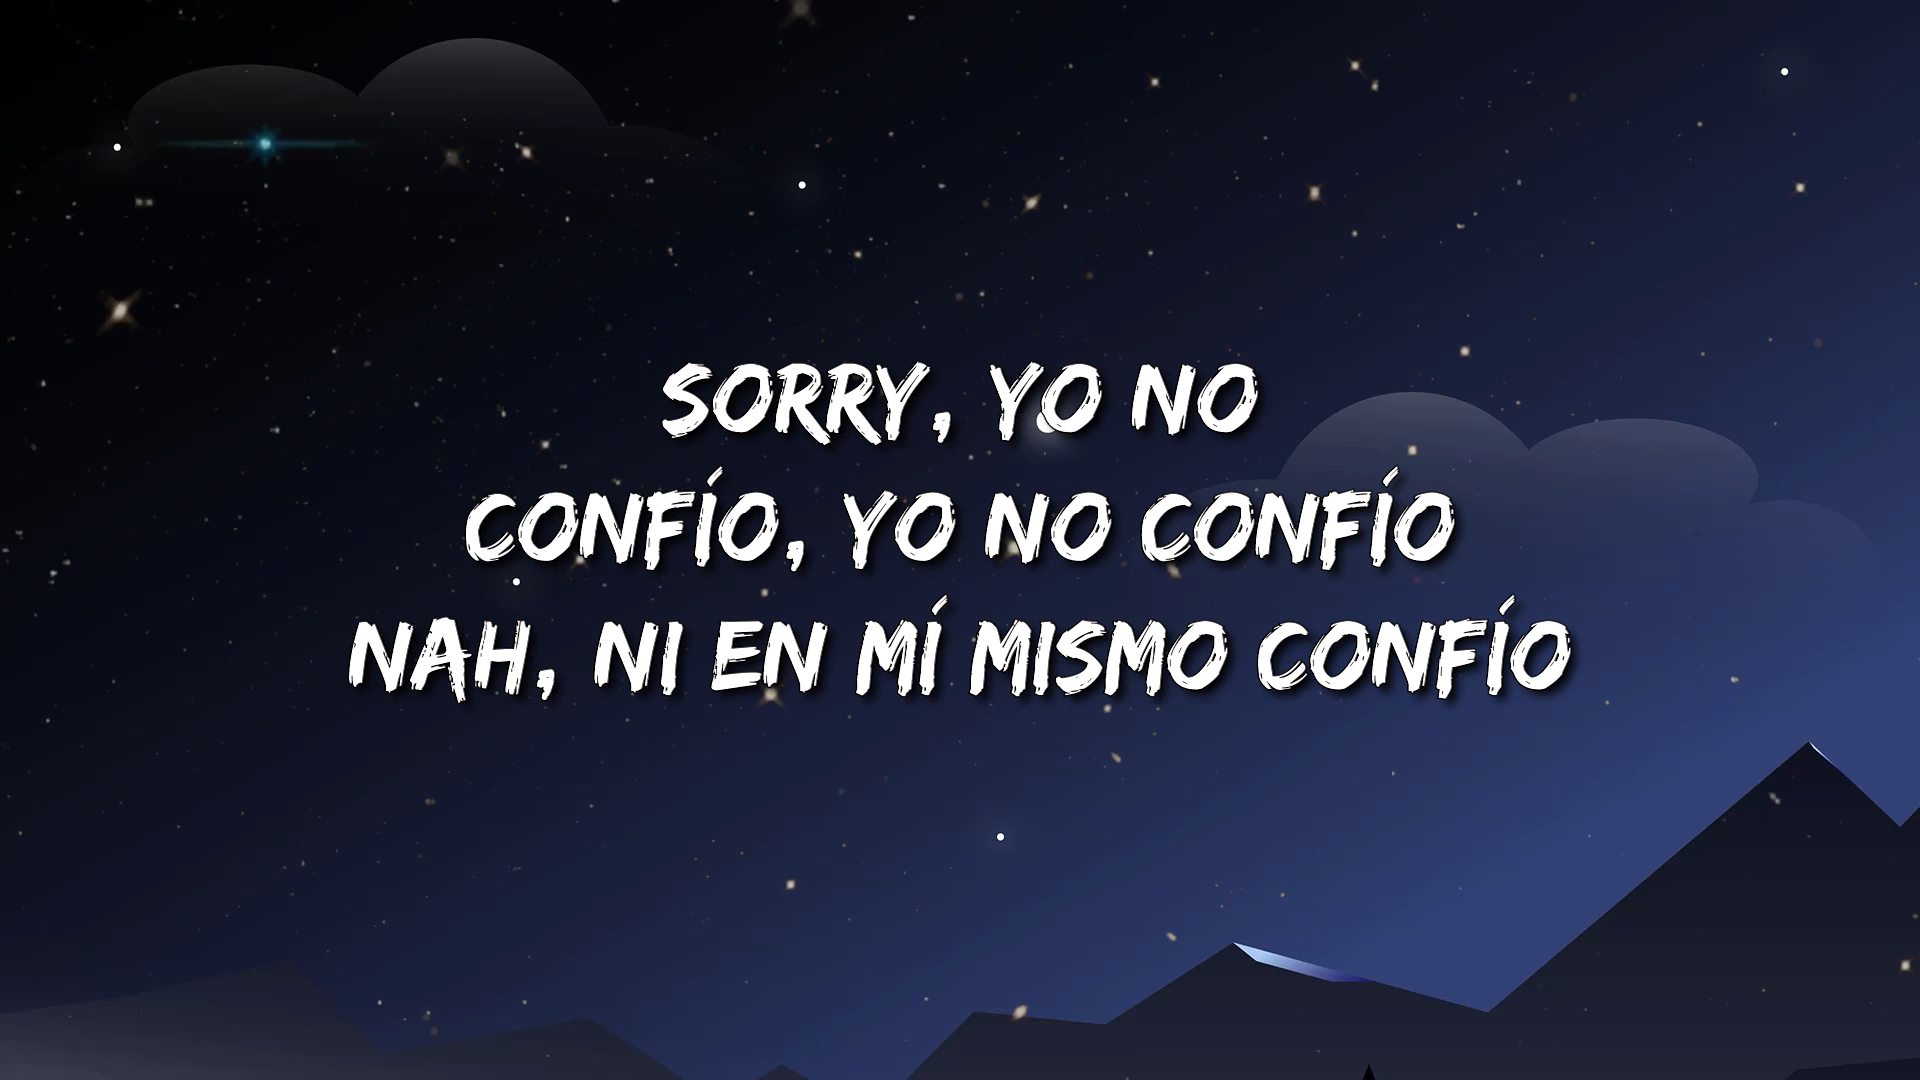 SORRY, YO NO
CONFÍO, YO NO CONFÍO
NAH, NI EN MÍ MISMO CONFÍO